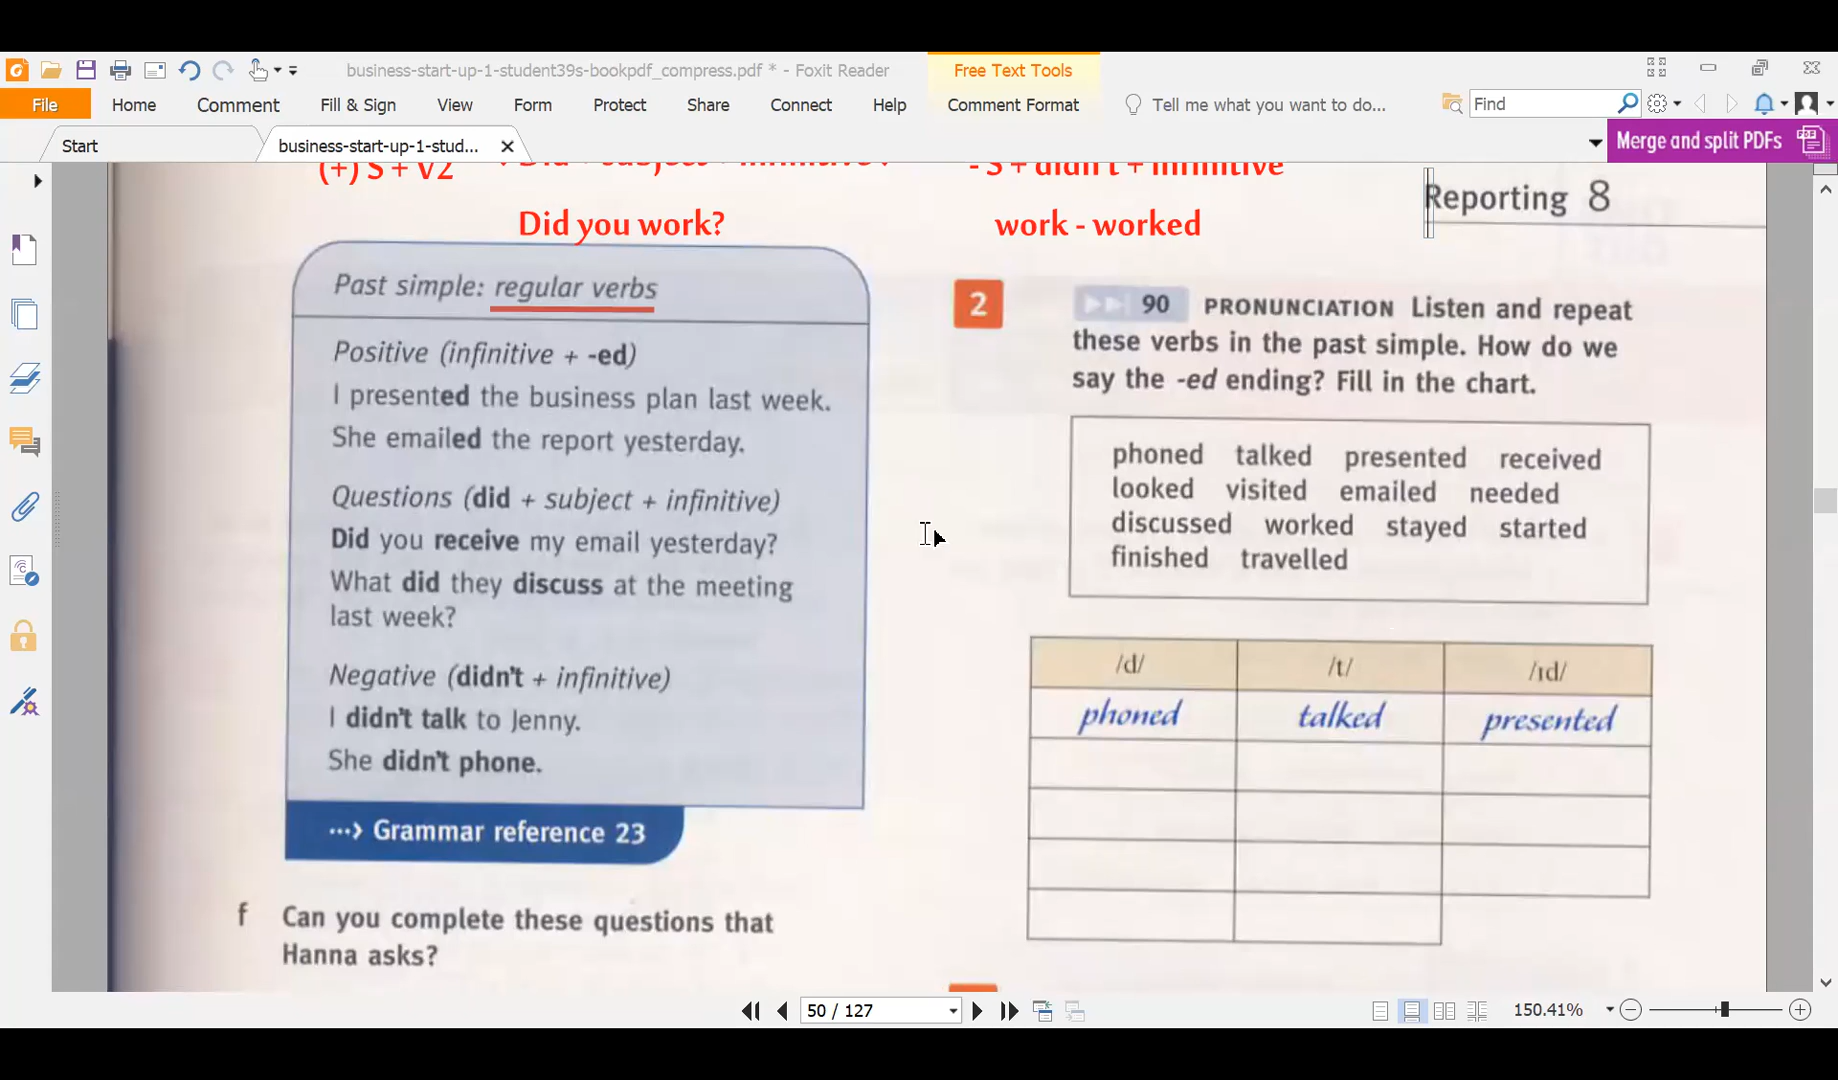 business-start-up-1-student39s-bookpdf_compress.pdf * - Foxit Reader
Free Text Tools
File Home Comment Fill & Sign View Form Protect Share Connect Help Comment Format Tell me what you want to do... Find
Start business-start-up-1-stud... Merge and split PDFs
(+) S + V2 Did + subject + infinitive? - S + didn't + infinitive
Reporting 8
Did you work? work - worked
Past simple: regular verbs
Positive (infinitive + -ed)
I presented the business plan last week.
She emailed the report yesterday.
Questions (did + subject + infinitive)
Did you receive my email yesterday?
What did they discuss at the meeting
last week?
Negative (didn't + infinitive)
I didn't talk to Jenny.
She didn't phone.
Grammar reference 23
f Can you complete these questions that
Hanna asks?
2 90 PRONUNCIATION Listen and repeat
these verbs in the past simple. How do we
say the -ed ending? Fill in the chart.
phoned talked presented received
looked visited emailed needed
discussed worked stayed started
finished travelled
/d/ /t/ /ɪd/
phoned talked presented
50 / 127 150.41%